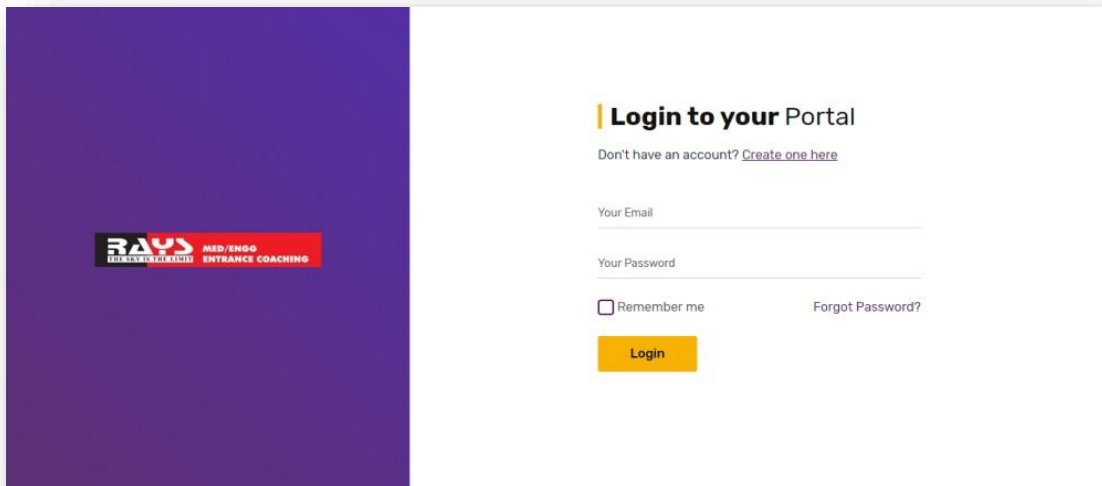 RAYS
THE SKY IS THE LIMIT
MED/ENGG
ENTRANCE COACHING
Login to your Portal
Don't have an account? Create one here
Your Email
Your Password
Remember me
Forgot Password?
Login